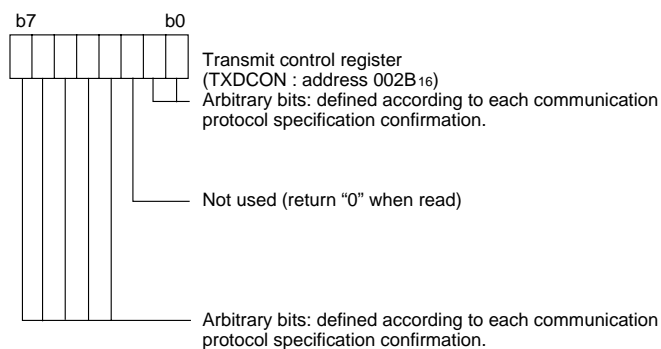 b7 b0
Transmit control register
(TXDCON : address 002B16)
Arbitrary bits: defined according to each communication
protocol specification confirmation.
Not used (return “0” when read)
Arbitrary bits: defined according to each communication
protocol specification confirmation.